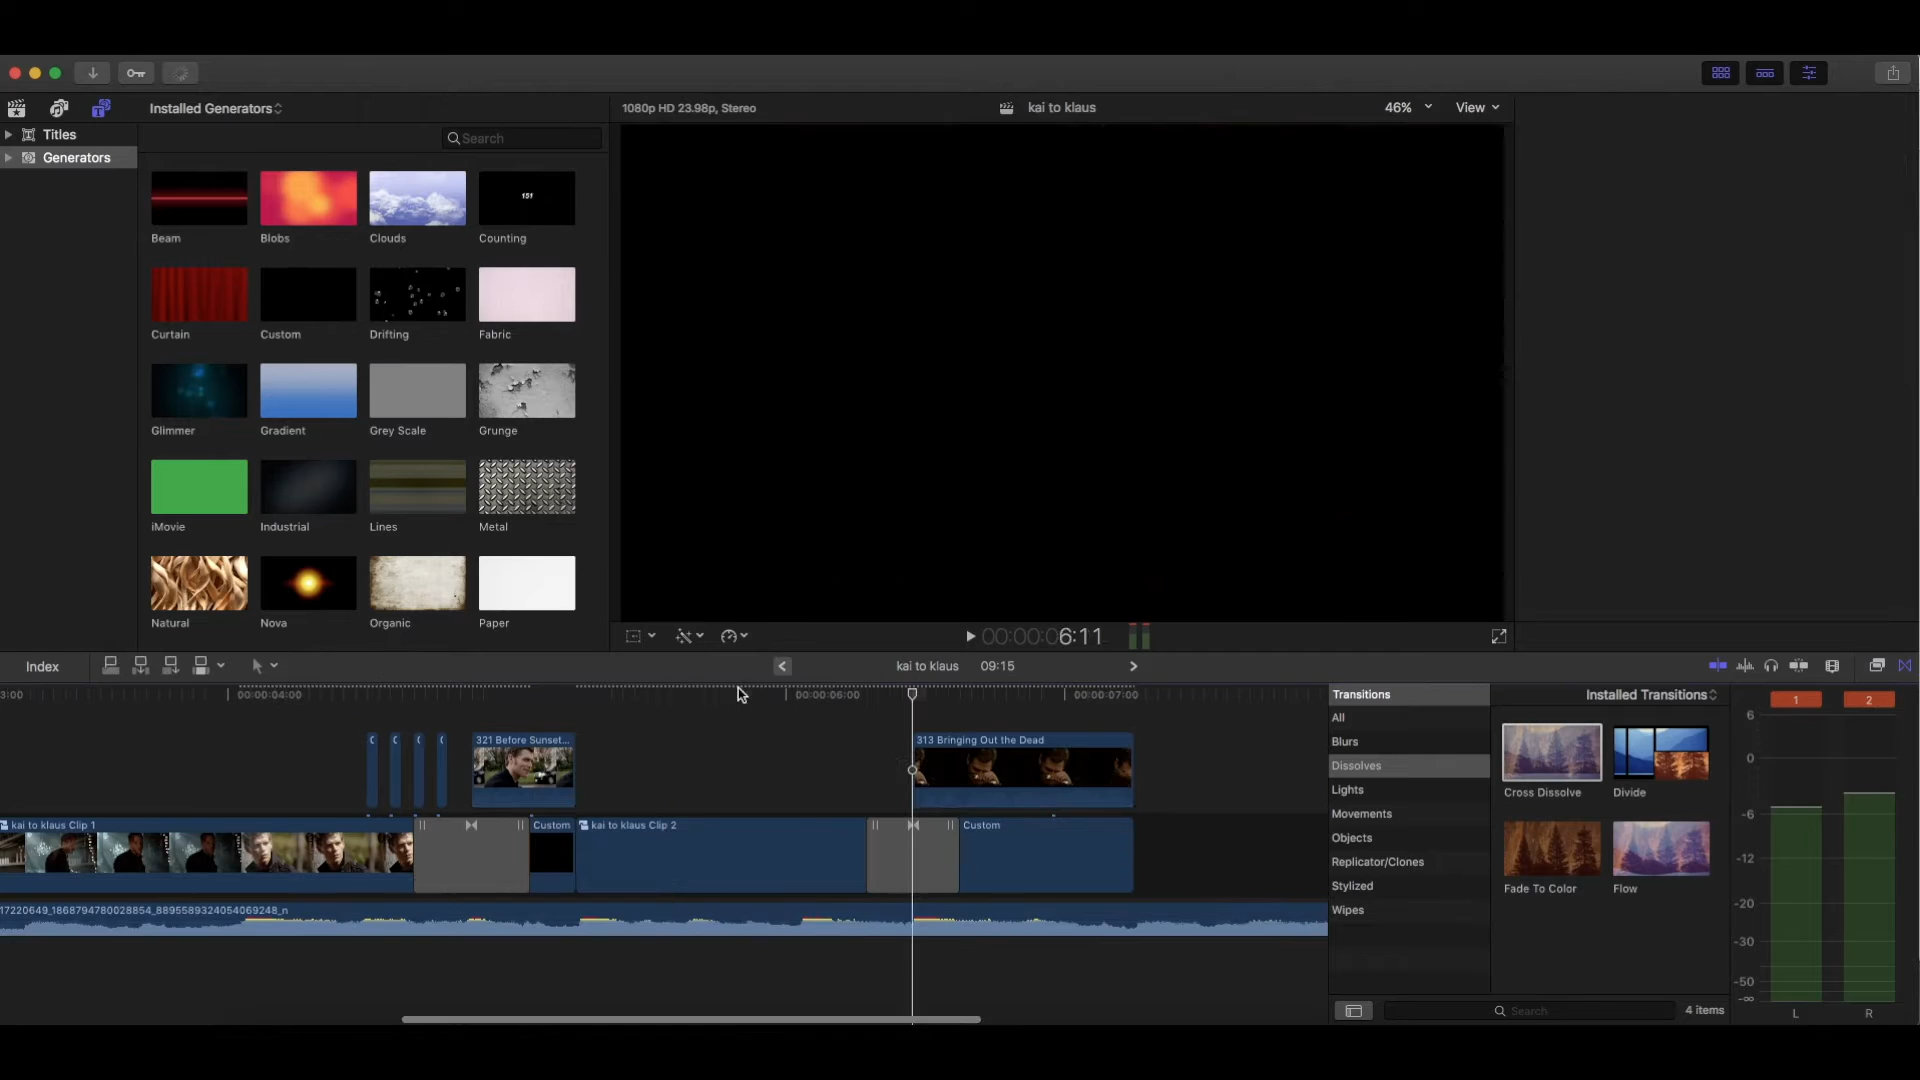 Installed Generators
1080p HD 23.98p, Stereo
kai to klaus
46%
View
Titles
Generators
Search
151
Beam
Blobs
Clouds
Counting
Curtain
Custom
Drifting
Fabric
Glimmer
Gradient
Grey Scale
Grunge
iMovie
Industrial
Lines
Metal
Natural
Nova
Organic
Paper
00:00:06:11
Index
kai to klaus
09:15
3:00
00:00:04:00
00:00:06:00
00:00:07:00
321 Before Sunset...
313 Bringing Out the Dead
kai to klaus Clip 1
Custom
kai to klaus Clip 2
Custom
17220649_1868794780028854_8895589324054069248_n
Transitions
All
Blurs
Dissolves
Lights
Movements
Objects
Replicator/Clones
Stylized
Wipes
Installed Transitions
Cross Dissolve
Divide
Fade To Color
Flow
Search
4 items
1
2
6
0
-6
-12
-20
-30
-50
-∞
L
R